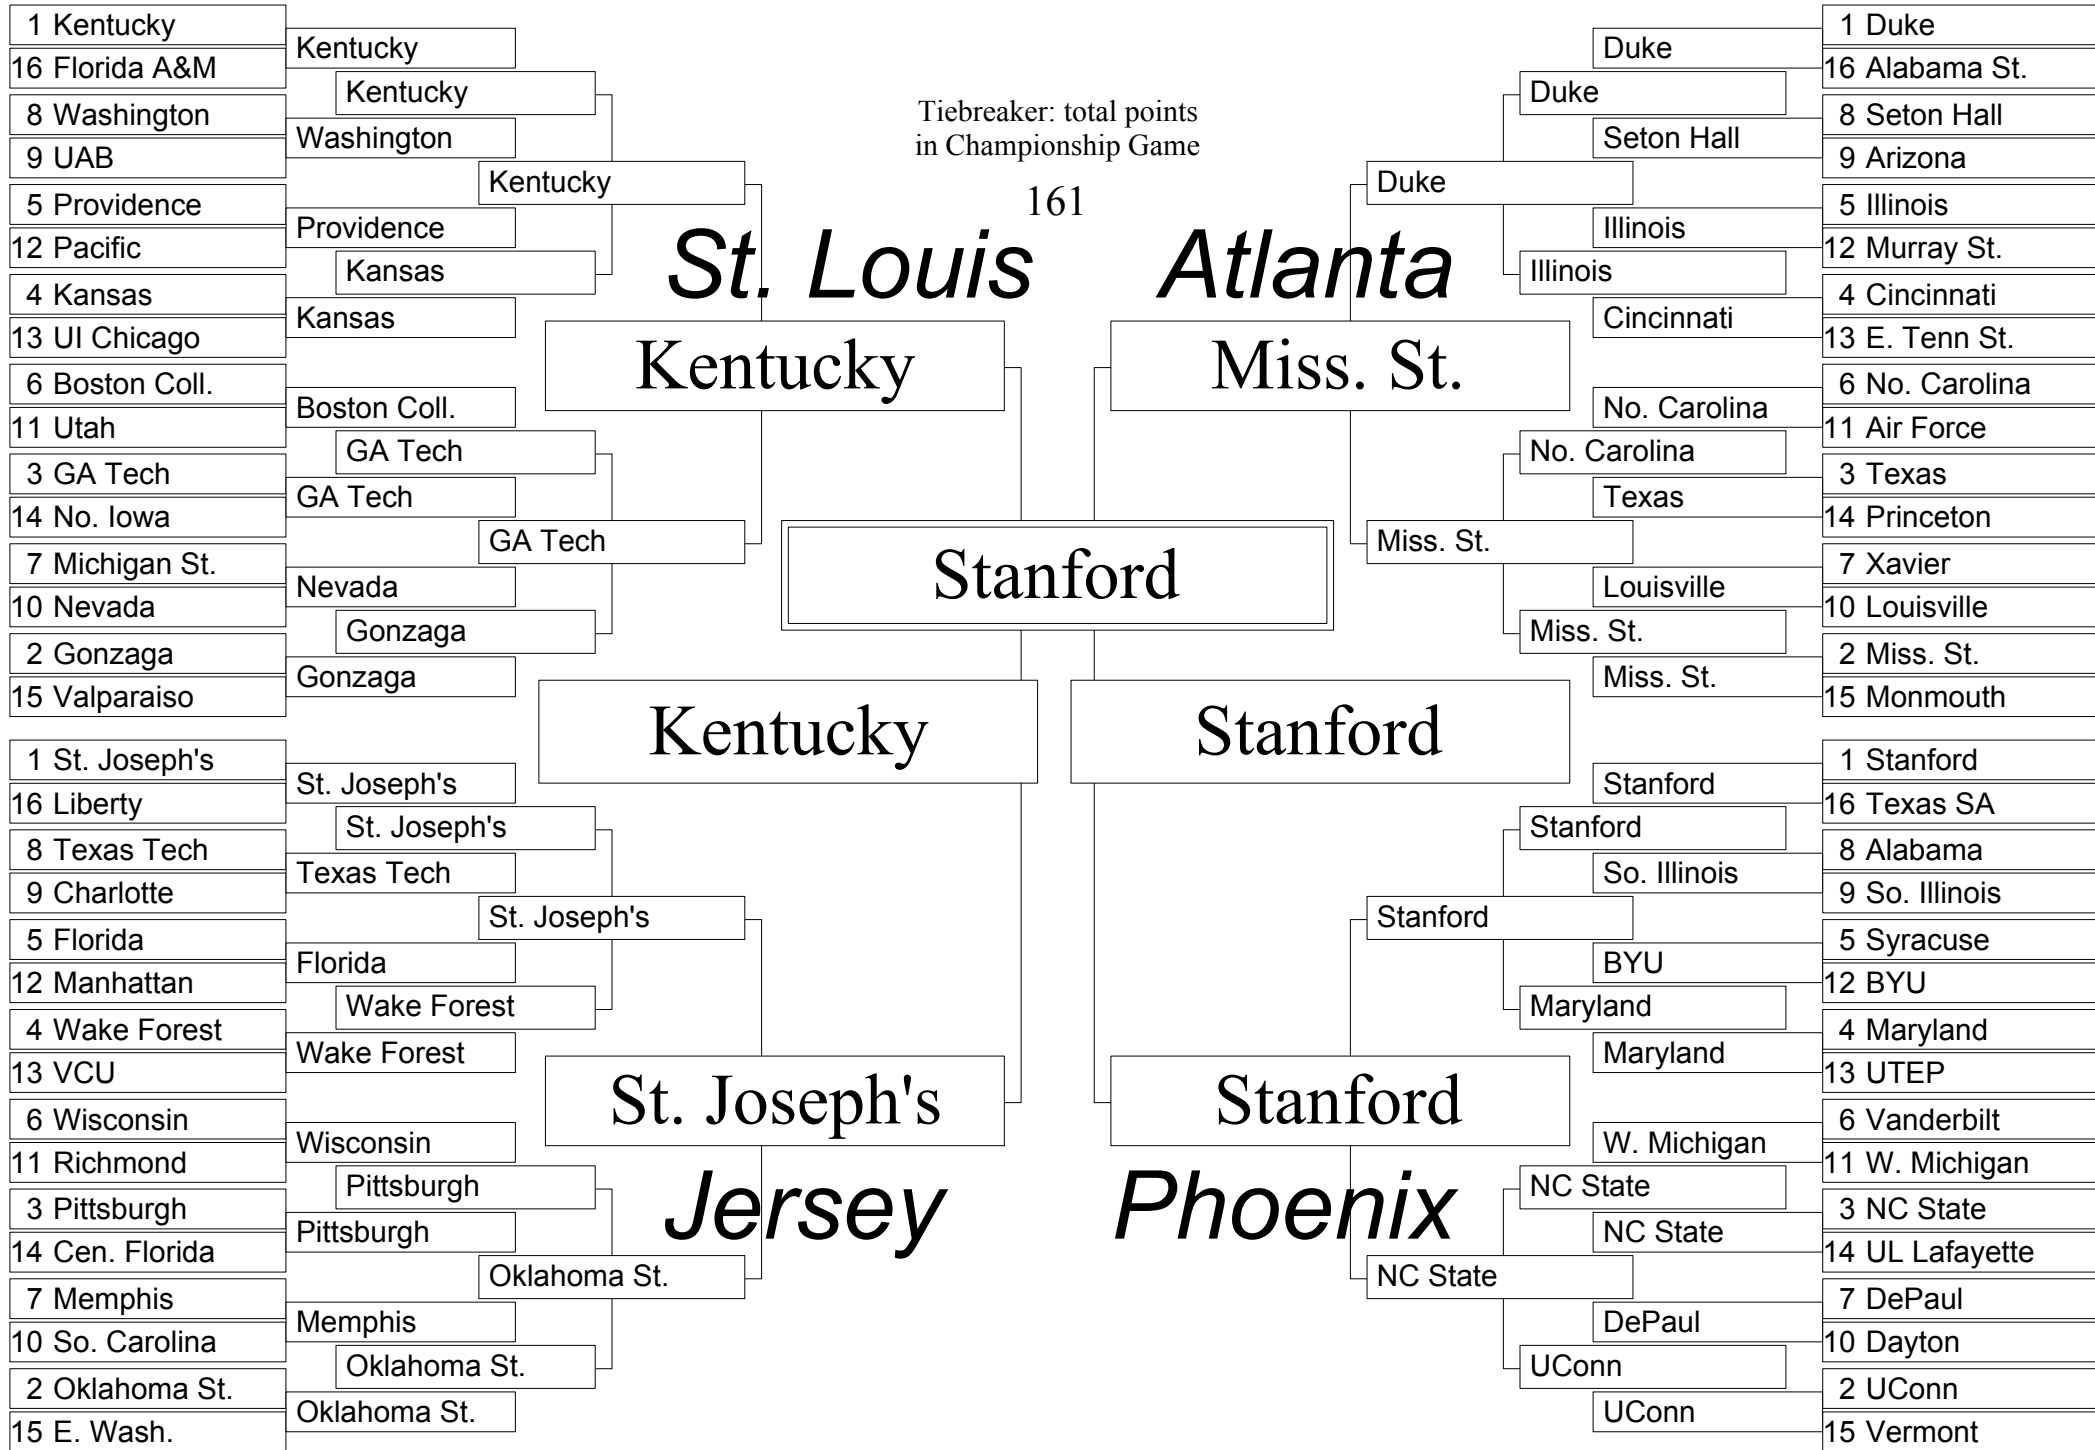 1 Kentucky
16 Florida A&M
8 Washington
9 UAB
5 Providence
12 Pacific
4 Kansas
13 UI Chicago
6 Boston Coll.
11 Utah
3 GA Tech
14 No. Iowa
7 Michigan St.
10 Nevada
2 Gonzaga
15 Valparaiso
Kentucky
Washington
Providence
Kansas
Boston Coll.
GA Tech
Nevada
Gonzaga
Kentucky
Kansas
GA Tech
Gonzaga
Kentucky
GA Tech
St. Louis
Kentucky
1 St. Joseph's
16 Liberty
8 Texas Tech
9 Charlotte
5 Florida
12 Manhattan
4 Wake Forest
13 VCU
6 Wisconsin
11 Richmond
3 Pittsburgh
14 Cen. Florida
7 Memphis
10 So. Carolina
2 Oklahoma St.
15 E. Wash.
St. Joseph's
Texas Tech
Florida
Wake Forest
Wisconsin
Pittsburgh
Memphis
Oklahoma St.
St. Joseph's
Wake Forest
Pittsburgh
Oklahoma St.
St. Joseph's
Oklahoma St.
St. Joseph's
Jersey
Tiebreaker: total points
in Championship Game
161
Stanford
Kentucky
Stanford
Atlanta
Miss. St.
Duke
Miss. St.
Duke
Illinois
No. Carolina
Miss. St.
Duke
Seton Hall
Illinois
Cincinnati
No. Carolina
Texas
Louisville
Miss. St.
1 Duke
16 Alabama St.
8 Seton Hall
9 Arizona
5 Illinois
12 Murray St.
4 Cincinnati
13 E. Tenn St.
6 No. Carolina
11 Air Force
3 Texas
14 Princeton
7 Xavier
10 Louisville
2 Miss. St.
15 Monmouth
Stanford
Phoenix
Stanford
NC State
Stanford
Maryland
NC State
UConn
Stanford
So. Illinois
BYU
Maryland
W. Michigan
NC State
DePaul
UConn
1 Stanford
16 Texas SA
8 Alabama
9 So. Illinois
5 Syracuse
12 BYU
4 Maryland
13 UTEP
6 Vanderbilt
11 W. Michigan
3 NC State
14 UL Lafayette
7 DePaul
10 Dayton
2 UConn
15 Vermont